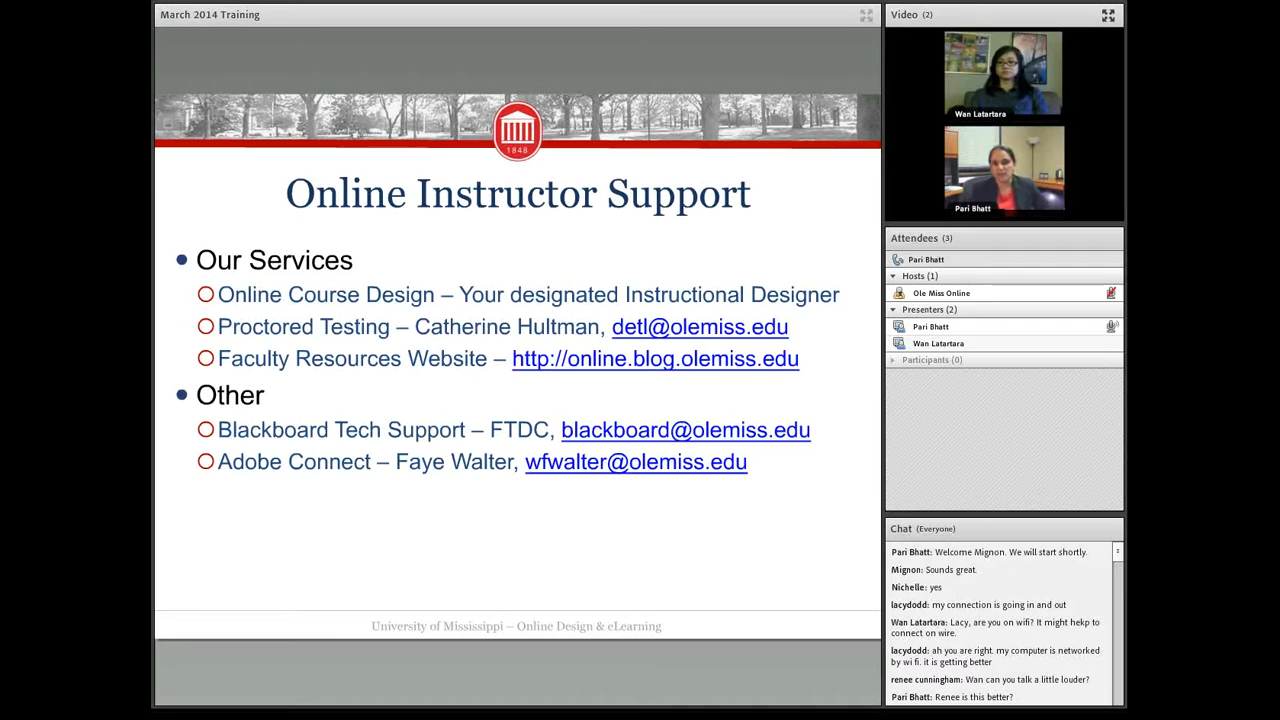 March 2014 Training
1848
Online Instructor Support
Our Services
Online Course Design – Your designated Instructional Designer
Proctored Testing – Catherine Hultman, detl@olemiss.edu
Faculty Resources Website – http://online.blog.olemiss.edu
Other
Blackboard Tech Support – FTDC, blackboard@olemiss.edu
Adobe Connect – Faye Walter, wfwalter@olemiss.edu
University of Mississippi – Online Design & eLearning
Video (2)
Wan Latartara
Pari Bhatt
Attendees (3)
Pari Bhatt
Hosts (1)
Ole Miss Online
Presenters (2)
Pari Bhatt
Wan Latartara
Participants (0)
Chat (Everyone)
Pari Bhatt: Welcome Mignon. We will start shortly.
Mignon: Sounds great.
Nichelle: yes
lacydodd: my connection is going in and out
Wan Latartara: Lacy, are you on wifi? It might hekp to
connect on wire.
lacydodd: ah you are right. my computer is networked
by wi fi. it is getting better
renee cunningham: Wan can you talk a little louder?
Pari Bhatt: Renee is this better?